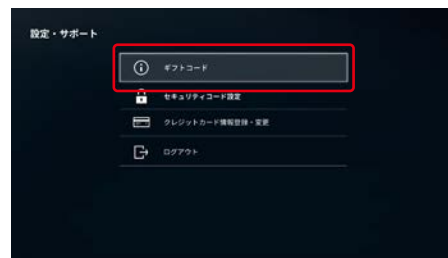 設定・サポート
ギフトコード
セキュリティコード設定
クレジットカード情報登録・変更
ログアウト